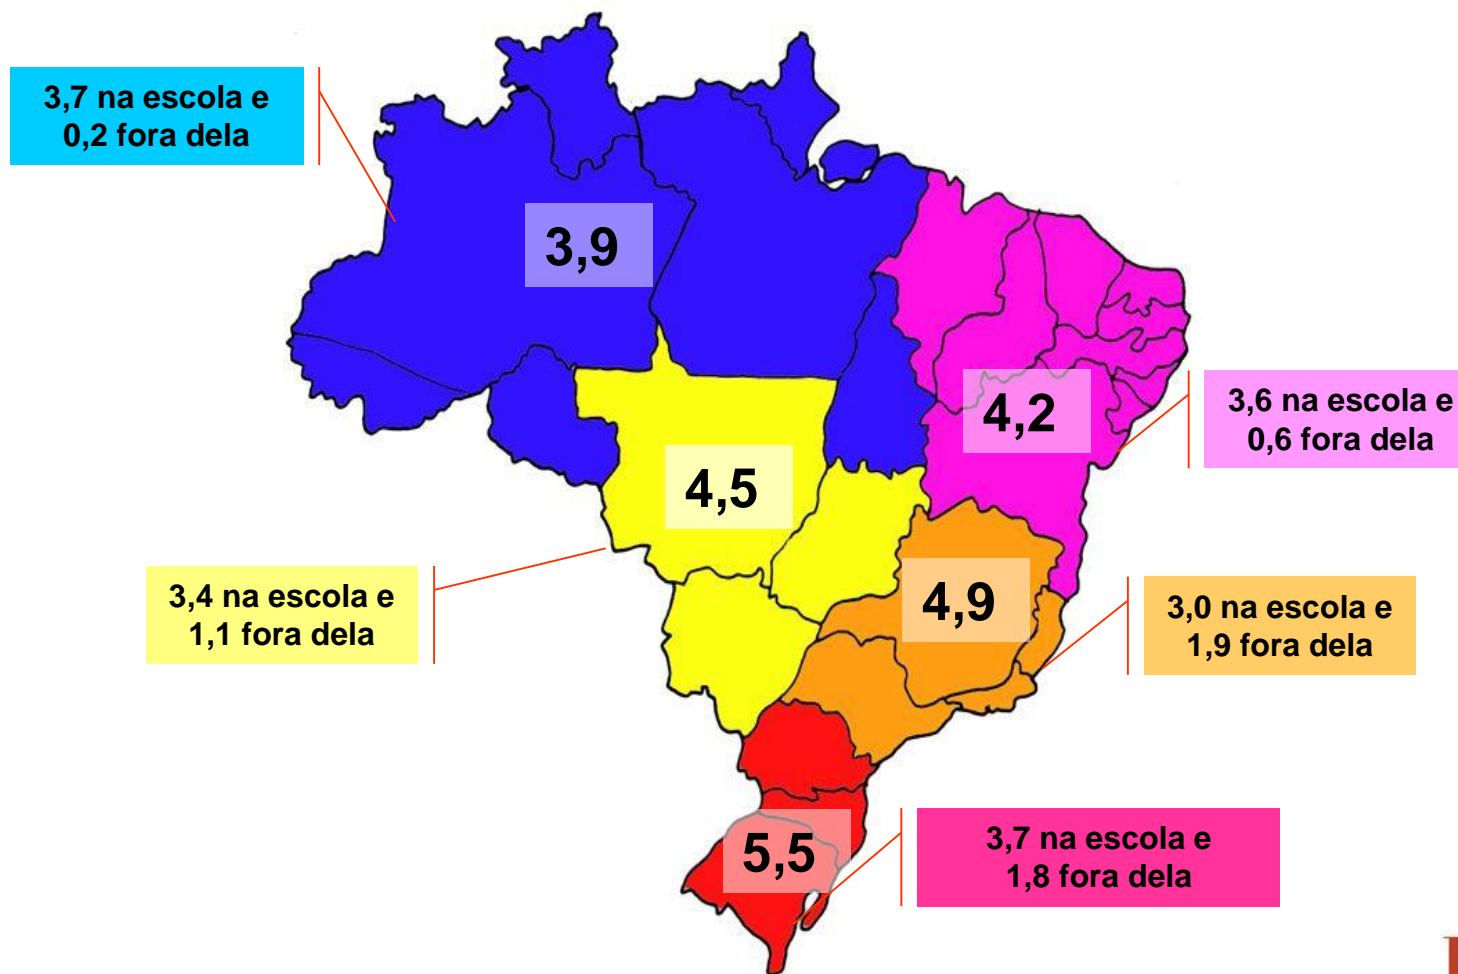 3,7 na escola e
0,2 fora dela
3,9
4,2
3,6 na escola e
0,6 fora dela
4,5
3,4 na escola e
1,1 fora dela
4,9
3,0 na escola e
1,9 fora dela
5,5
3,7 na escola e
1,8 fora dela